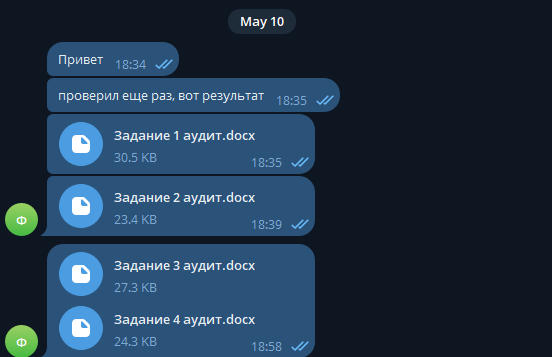 May 10
Привет 18:34
проверил еще раз, вот результат 18:35
Задание 1 аудит.docx
30.5 KB 18:35
Задание 2 аудит.docx
23.4 KB 18:39
Ф
Задание 3 аудит.docx
27.3 KB
Задание 4 аудит.docx
24.3 KB 18:58
Ф